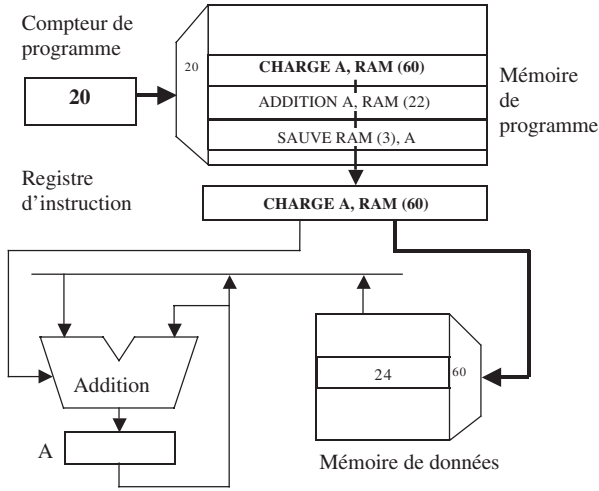 Compteur de
programme
20
20
CHARGE A, RAM (60)
ADDITION A, RAM (22)
SAUVE RAM (3), A
Mémoire
de
programme
Registre
d’instruction
CHARGE A, RAM (60)
Addition
A
24
60
Mémoire de données